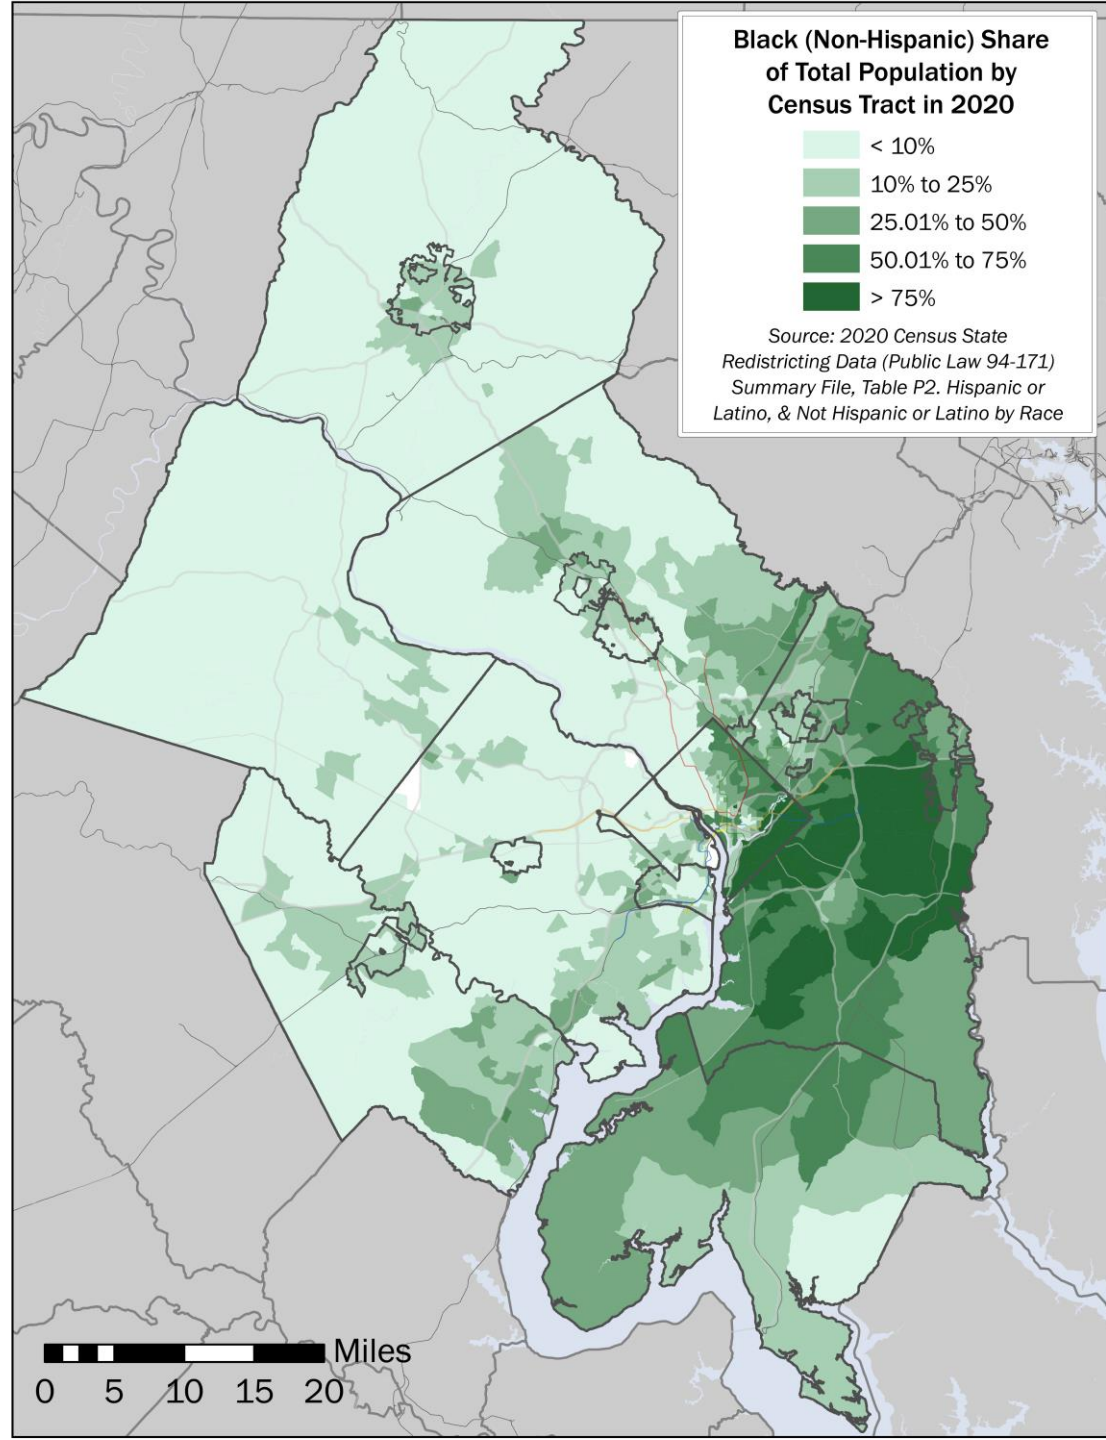 Black (Non-Hispanic) Share
of Total Population by
Census Tract in 2020
< 10%
10% to 25%
25.01% to 50%
50.01% to 75%
> 75%
Source: 2020 Census State
Redistricting Data (Public Law 94-171)
Summary File, Table P2. Hispanic or
Latino, & Not Hispanic or Latino by Race
Miles
0 5 10 15 20